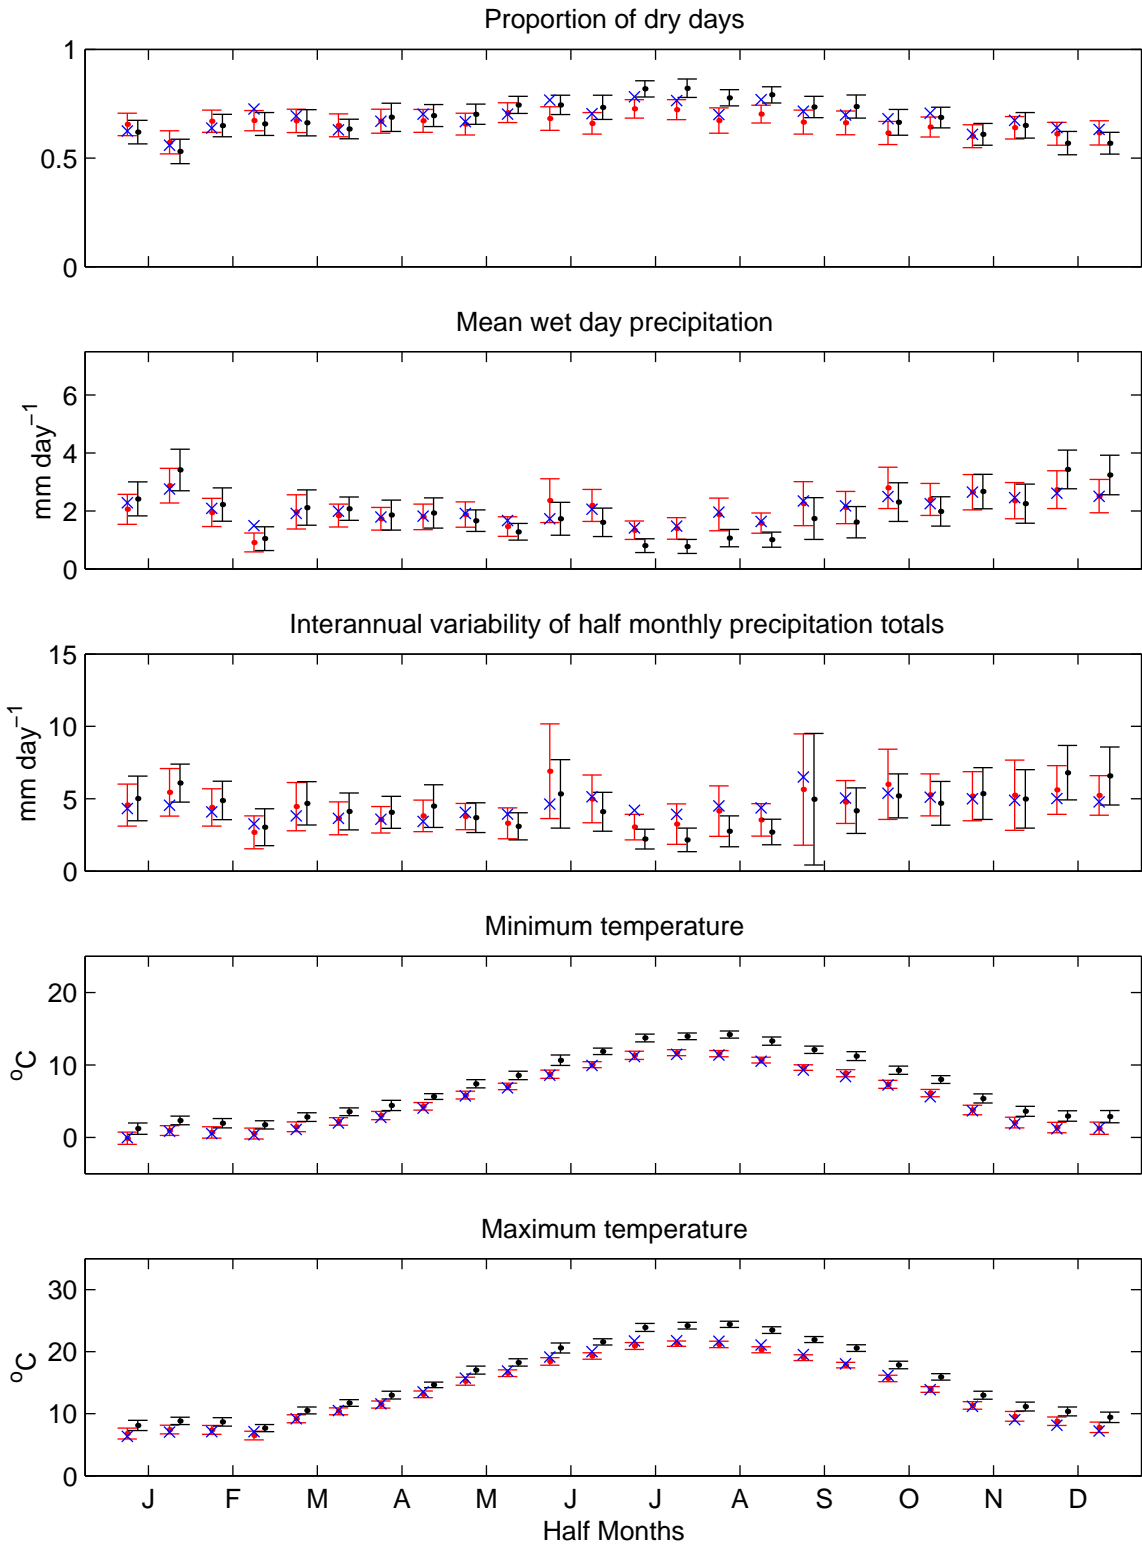 Proportion of dry days
1
0.5
0
Mean wet day precipitation
6
4
2
0
mm day⁻¹
Interannual variability of half monthly precipitation totals
15
10
5
0
mm day⁻¹
Minimum temperature
20
10
0
°C
Maximum temperature
30
20
10
0
°C
J F M A M J J A S O N D
Half Months